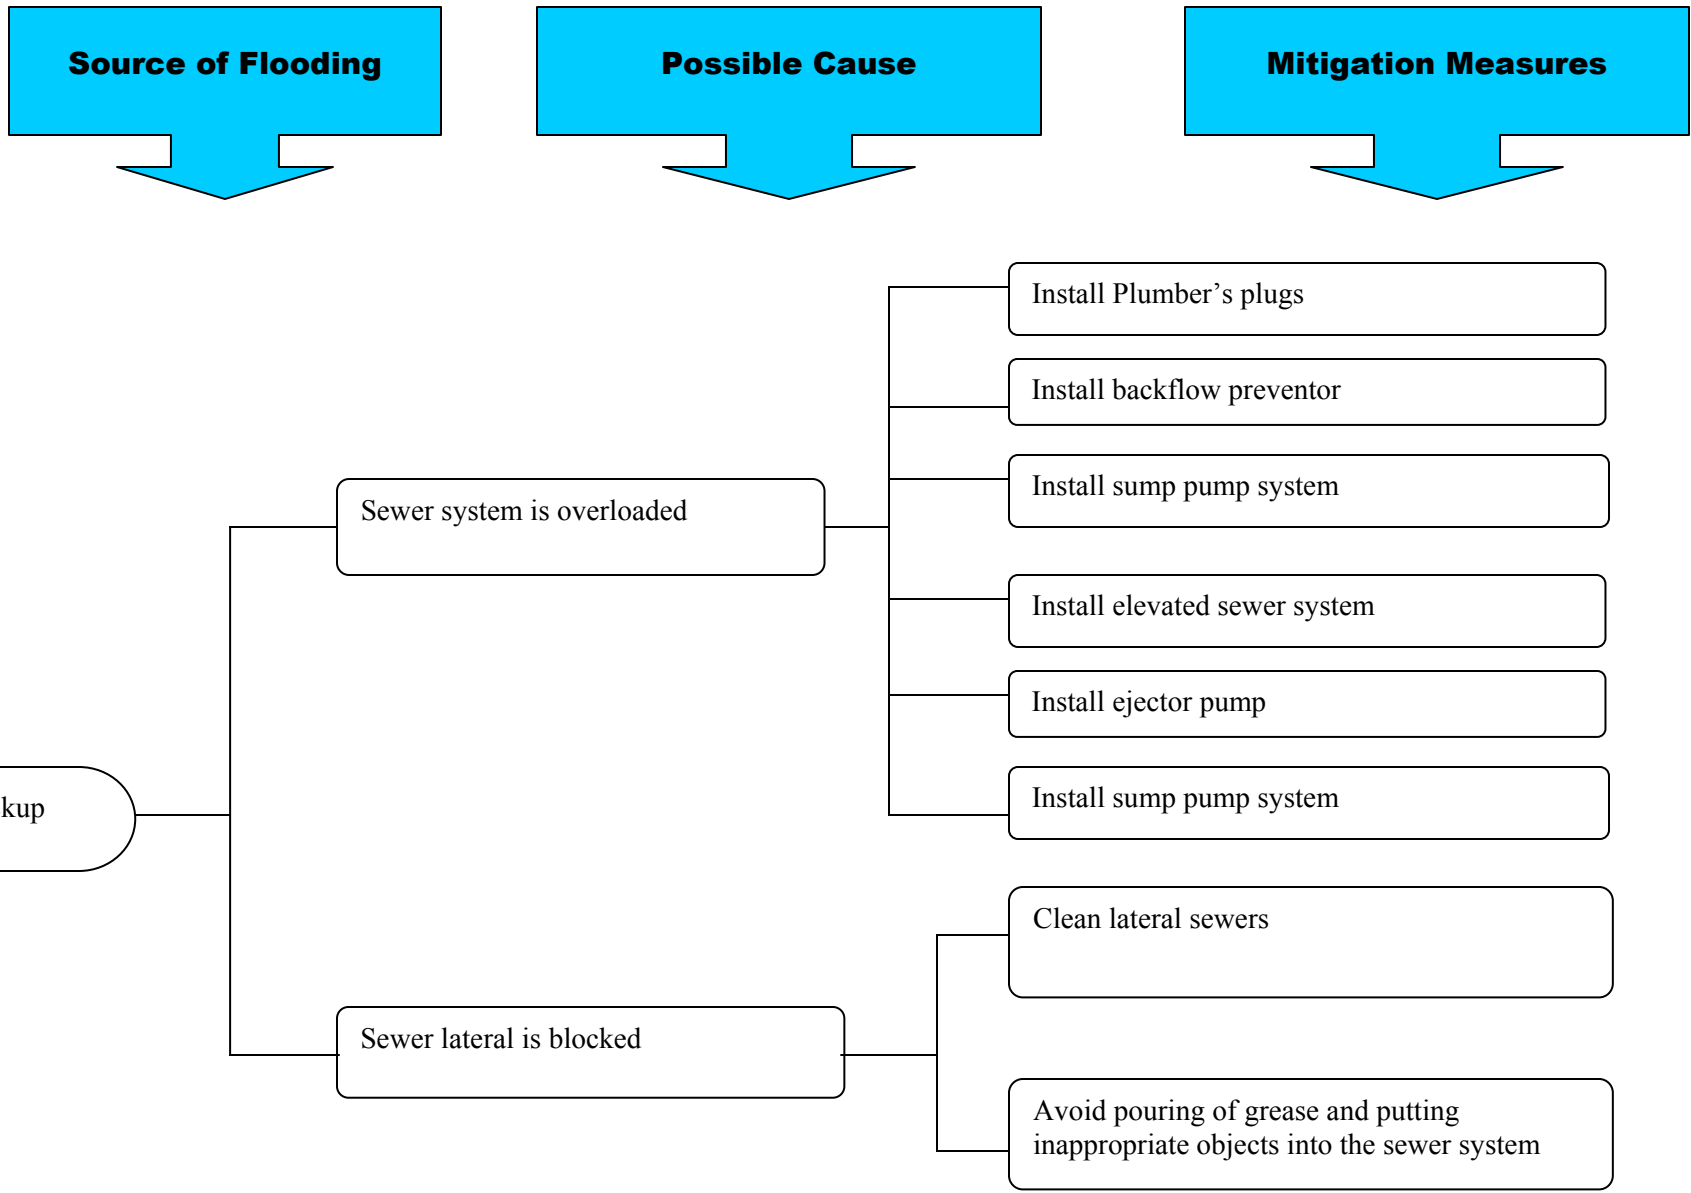 Source of Flooding
Possible Cause
Mitigation Measures
Install Plumber’s plugs
Install backflow preventor
Install sump pump system
Sewer system is overloaded
Install elevated sewer system
Install ejector pump
Install sump pump system
kup
Clean lateral sewers
Sewer lateral is blocked
Avoid pouring of grease and putting
inappropriate objects into the sewer system